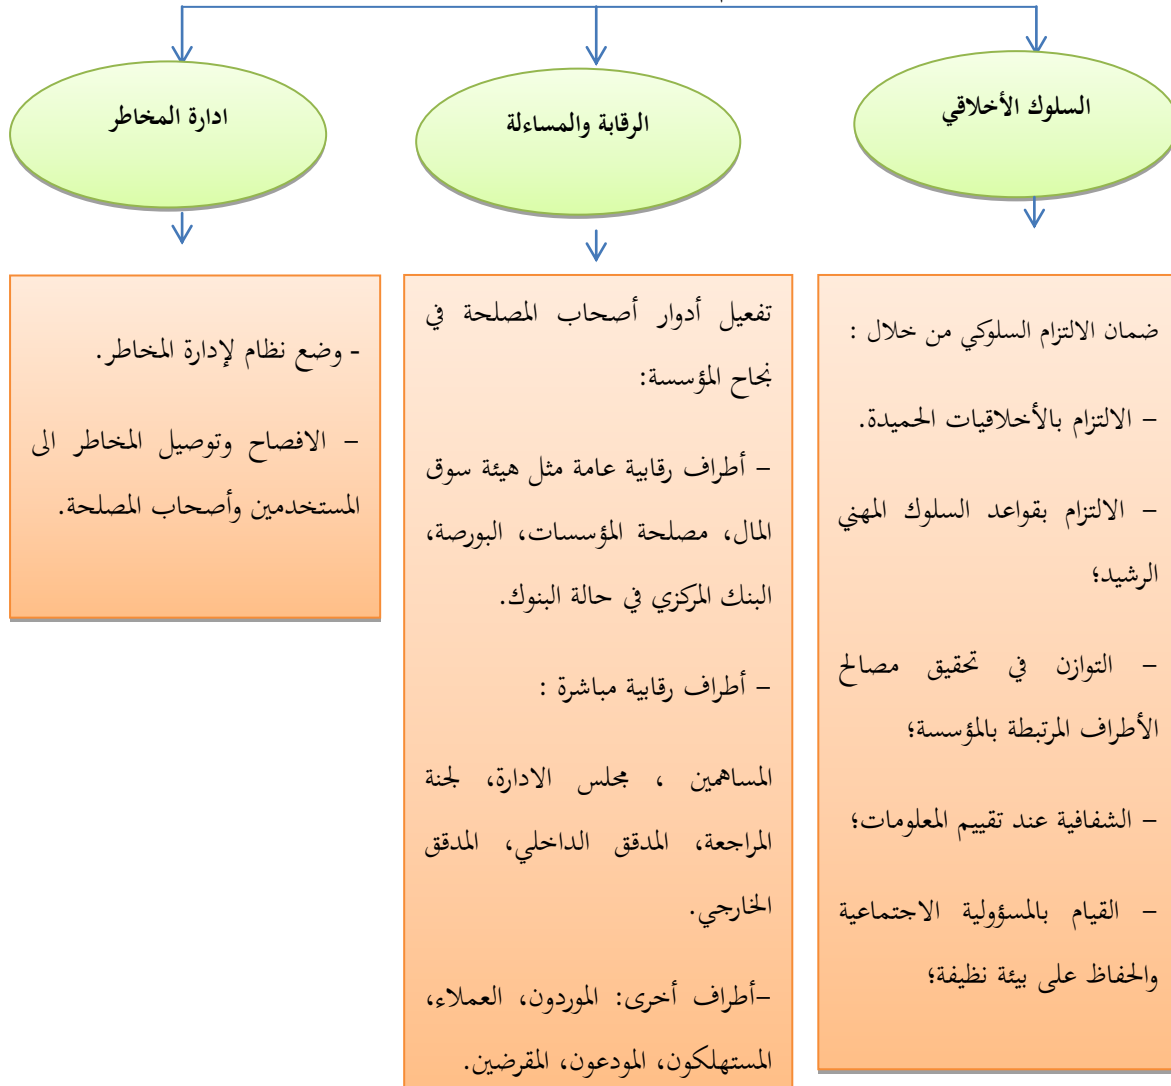 السلوك الأخلاقي
ضمان الالتزام السلوكي من خلال :
– الالتزام بالأخلاقيات الحميدة.
– الالتزام بقواعد السلوك المهني
الرشيد؛
– التوازن في تحقيق مصالح
الأطراف المرتبطة بالمؤسسة؛
– الشفافية عند تقييم المعلومات؛
– القيام بالمسؤولية الاجتماعية
والحفاظ على بيئة نظيفة؛
الرقابة والمساءلة
تفعيل أدوار أصحاب المصلحة في
نجاح المؤسسة:
– أطراف رقابية عامة مثل هيئة سوق
المال، مصلحة المؤسسات، البورصة،
البنك المركزي في حالة البنوك.
– أطراف رقابية مباشرة :
المساهمين ، مجلس الادارة، لجنة
المراجعة، المدقق الداخلي، المدقق
الخارجي.
–أطراف أخرى: الموردون، العملاء،
المستهلكون، المودعون، المقرضين.
ادارة المخاطر
- وضع نظام لإدارة المخاطر.
– الافصاح وتوصيل المخاطر الى
المستخدمين وأصحاب المصلحة.